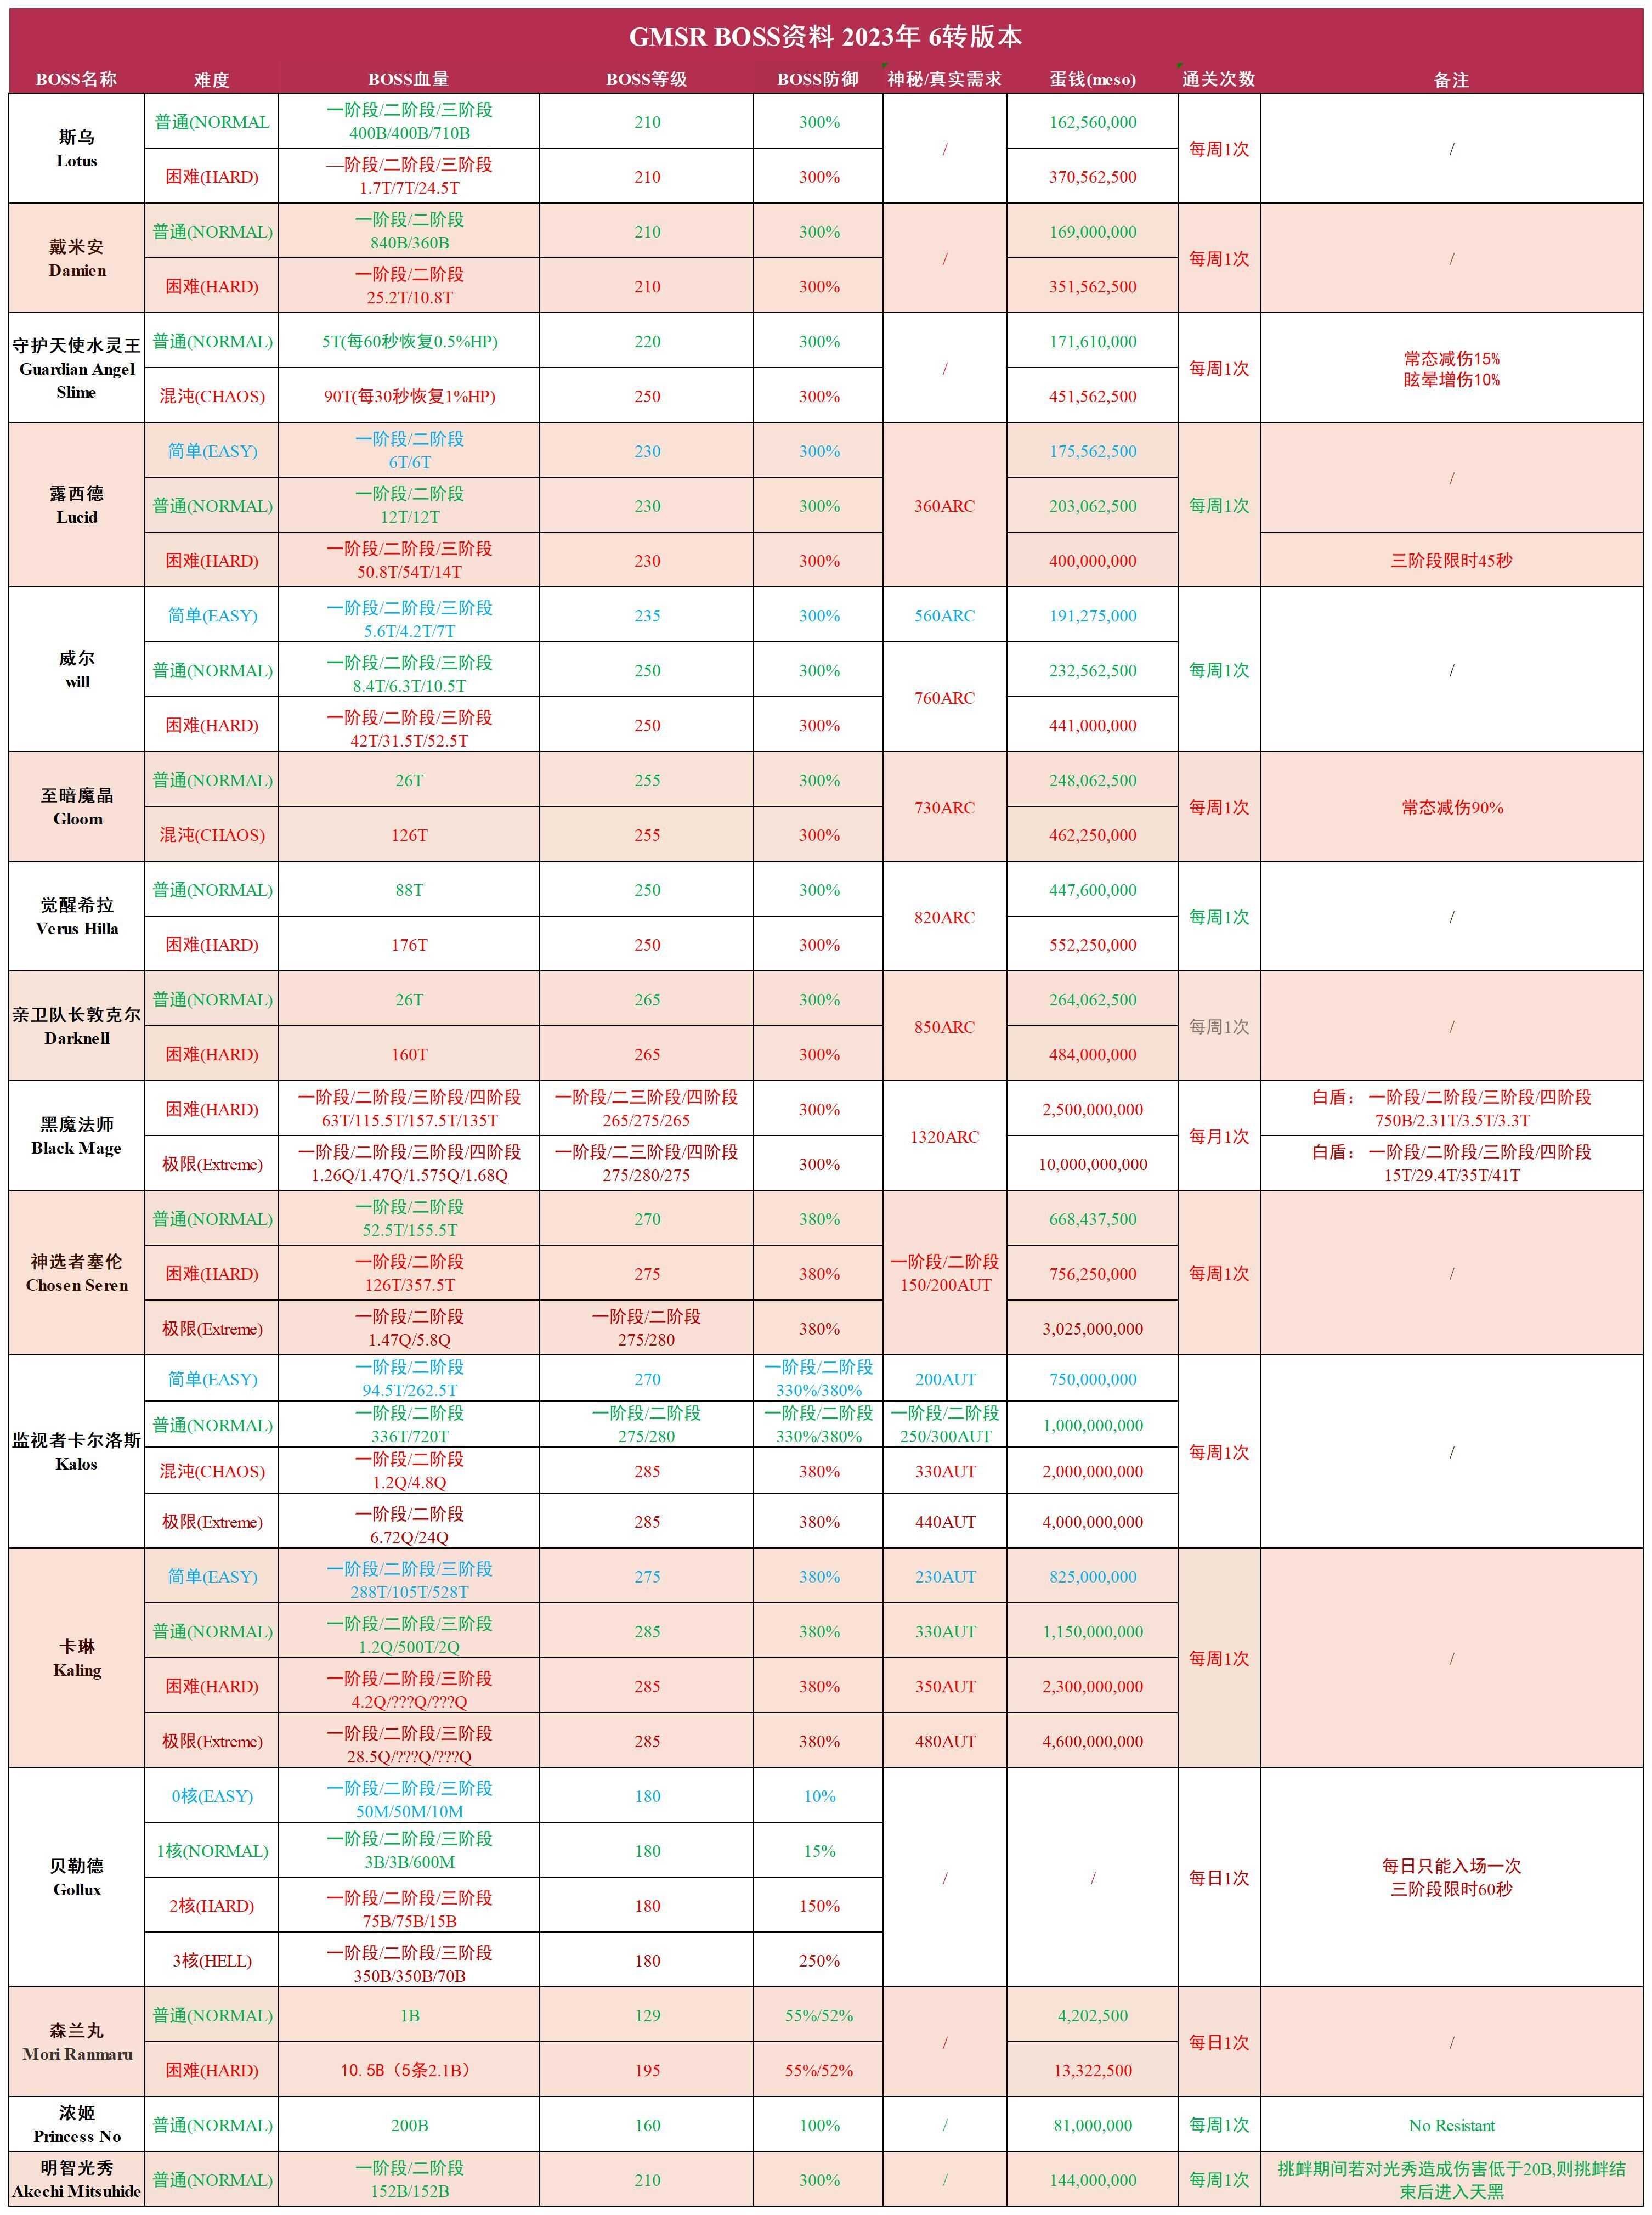 GMSR BOSS资料 2023年 6转版本
BOSS名称 难度 BOSS血量 BOSS等级 BOSS防御 神秘/真实需求 蛋钱(meso) 通关次数 备注
斯乌
Lotus
普通(NORMAL
一阶段/二阶段/三阶段
400B/400B/710B
210 300% / 162,560,000 每周1次 /
困难(HARD)
—阶段/二阶段/三阶段
1.7T/7T/24.5T
210 300% 370,562,500
戴米安
Damien
普通(NORMAL)
一阶段/二阶段
840B/360B
210 300% / 169,000,000 每周1次 /
困难(HARD)
一阶段/二阶段
25.2T/10.8T
210 300% 351,562,500
守护天使水灵王
Guardian Angel
Slime
普通(NORMAL) 5T(每60秒恢复0.5%HP) 220 300% / 171,610,000 每周1次
常态减伤15%
眩晕增伤10%
混沌(CHAOS) 90T(每30秒恢复1%HP) 250 300% 451,562,500
露西德
Lucid
简单(EASY)
一阶段/二阶段
6T/6T
230 300% 360ARC 175,562,500 每周1次 /
普通(NORMAL)
一阶段/二阶段
12T/12T
230 300% 203,062,500
困难(HARD)
一阶段/二阶段/三阶段
50.8T/54T/14T
230 300% 400,000,000 三阶段限时45秒
威尔
will
简单(EASY)
一阶段/二阶段/三阶段
5.6T/4.2T/7T
235 300% 560ARC 191,275,000 每周1次 /
普通(NORMAL)
一阶段/二阶段/三阶段
8.4T/6.3T/10.5T
250 300% 760ARC 232,562,500
困难(HARD)
一阶段/二阶段/三阶段
42T/31.5T/52.5T
250 300% 441,000,000
至暗魔晶
Gloom
普通(NORMAL) 26T 255 300% 730ARC 248,062,500 每周1次 常态减伤90%
混沌(CHAOS) 126T 255 300% 462,250,000
觉醒希拉
Verus Hilla
普通(NORMAL) 88T 250 300% 820ARC 447,600,000 每周1次 /
困难(HARD) 176T 250 300% 552,250,000
亲卫队长敦克尔
Darknell
普通(NORMAL) 26T 265 300% 850ARC 264,062,500 每周1次 /
困难(HARD) 160T 265 300% 484,000,000
黑魔法师
Black Mage
困难(HARD)
一阶段/二阶段/三阶段/四阶段
63T/115.5T/157.5T/135T
一阶段/二三阶段/四阶段
265/275/265
300% 1320ARC 2,500,000,000 每月1次
白盾： 一阶段/二阶段/三阶段/四阶段
750B/2.31T/3.5T/3.3T
极限(Extreme)
一阶段/二阶段/三阶段/四阶段
1.26Q/1.47Q/1.575Q/1.68Q
一阶段/二三阶段/四阶段
275/280/275
300% 10,000,000,000
白盾： 一阶段/二阶段/三阶段/四阶段
15T/29.4T/35T/41T
神选者塞伦
Chosen Seren
普通(NORMAL)
一阶段/二阶段
52.5T/155.5T
270 380%
一阶段/二阶段
150/200AUT
668,437,500 每周1次 /
困难(HARD)
一阶段/二阶段
126T/357.5T
275 380% 756,250,000
极限(Extreme)
一阶段/二阶段
1.47Q/5.8Q
一阶段/二阶段
275/280
380% 3,025,000,000
监视者卡尔洛斯
Kalos
简单(EASY)
一阶段/二阶段
94.5T/262.5T
270
一阶段/二阶段
330%/380%
200AUT 750,000,000 每周1次 /
普通(NORMAL)
一阶段/二阶段
336T/720T
一阶段/二阶段
275/280
一阶段/二阶段
330%/380%
一阶段/二阶段
250/300AUT
1,000,000,000
混沌(CHAOS)
一阶段/二阶段
1.2Q/4.8Q
285 380% 330AUT 2,000,000,000
极限(Extreme)
一阶段/二阶段
6.72Q/24Q
285 380% 440AUT 4,000,000,000
卡琳
Kaling
简单(EASY)
一阶段/二阶段/三阶段
288T/105T/528T
275 380% 230AUT 825,000,000 每周1次 /
普通(NORMAL)
一阶段/二阶段/三阶段
1.2Q/500T/2Q
285 380% 330AUT 1,150,000,000
困难(HARD)
一阶段/二阶段/三阶段
4.2Q/???Q/???Q
285 380% 350AUT 2,300,000,000
极限(Extreme)
一阶段/二阶段/三阶段
28.5Q/???Q/???Q
285 380% 480AUT 4,600,000,000
贝勒德
Gollux
0核(EASY)
一阶段/二阶段/三阶段
50M/50M/10M
180 10% / / 每日1次
每日只能入场一次
三阶段限时60秒
1核(NORMAL)
一阶段/二阶段/三阶段
3B/3B/600M
180 15%
2核(HARD)
一阶段/二阶段/三阶段
75B/75B/15B
180 150%
3核(HELL)
一阶段/二阶段/三阶段
350B/350B/70B
180 250%
森兰丸
Mori Ranmaru
普通(NORMAL) 1B 129 55%/52% / 4,202,500 每日1次 /
困难(HARD) 10.5B（5条2.1B） 195 55%/52% 13,322,500
浓姬
Princess No
普通(NORMAL) 200B 160 100% / 81,000,000 每周1次 No Resistant
明智光秀
Akechi Mitsuhide
普通(NORMAL)
一阶段/二阶段
152B/152B
210 300% / 144,000,000 每周1次
挑衅期间若对光秀造成伤害低于20B,则挑衅结
束后进入天黑